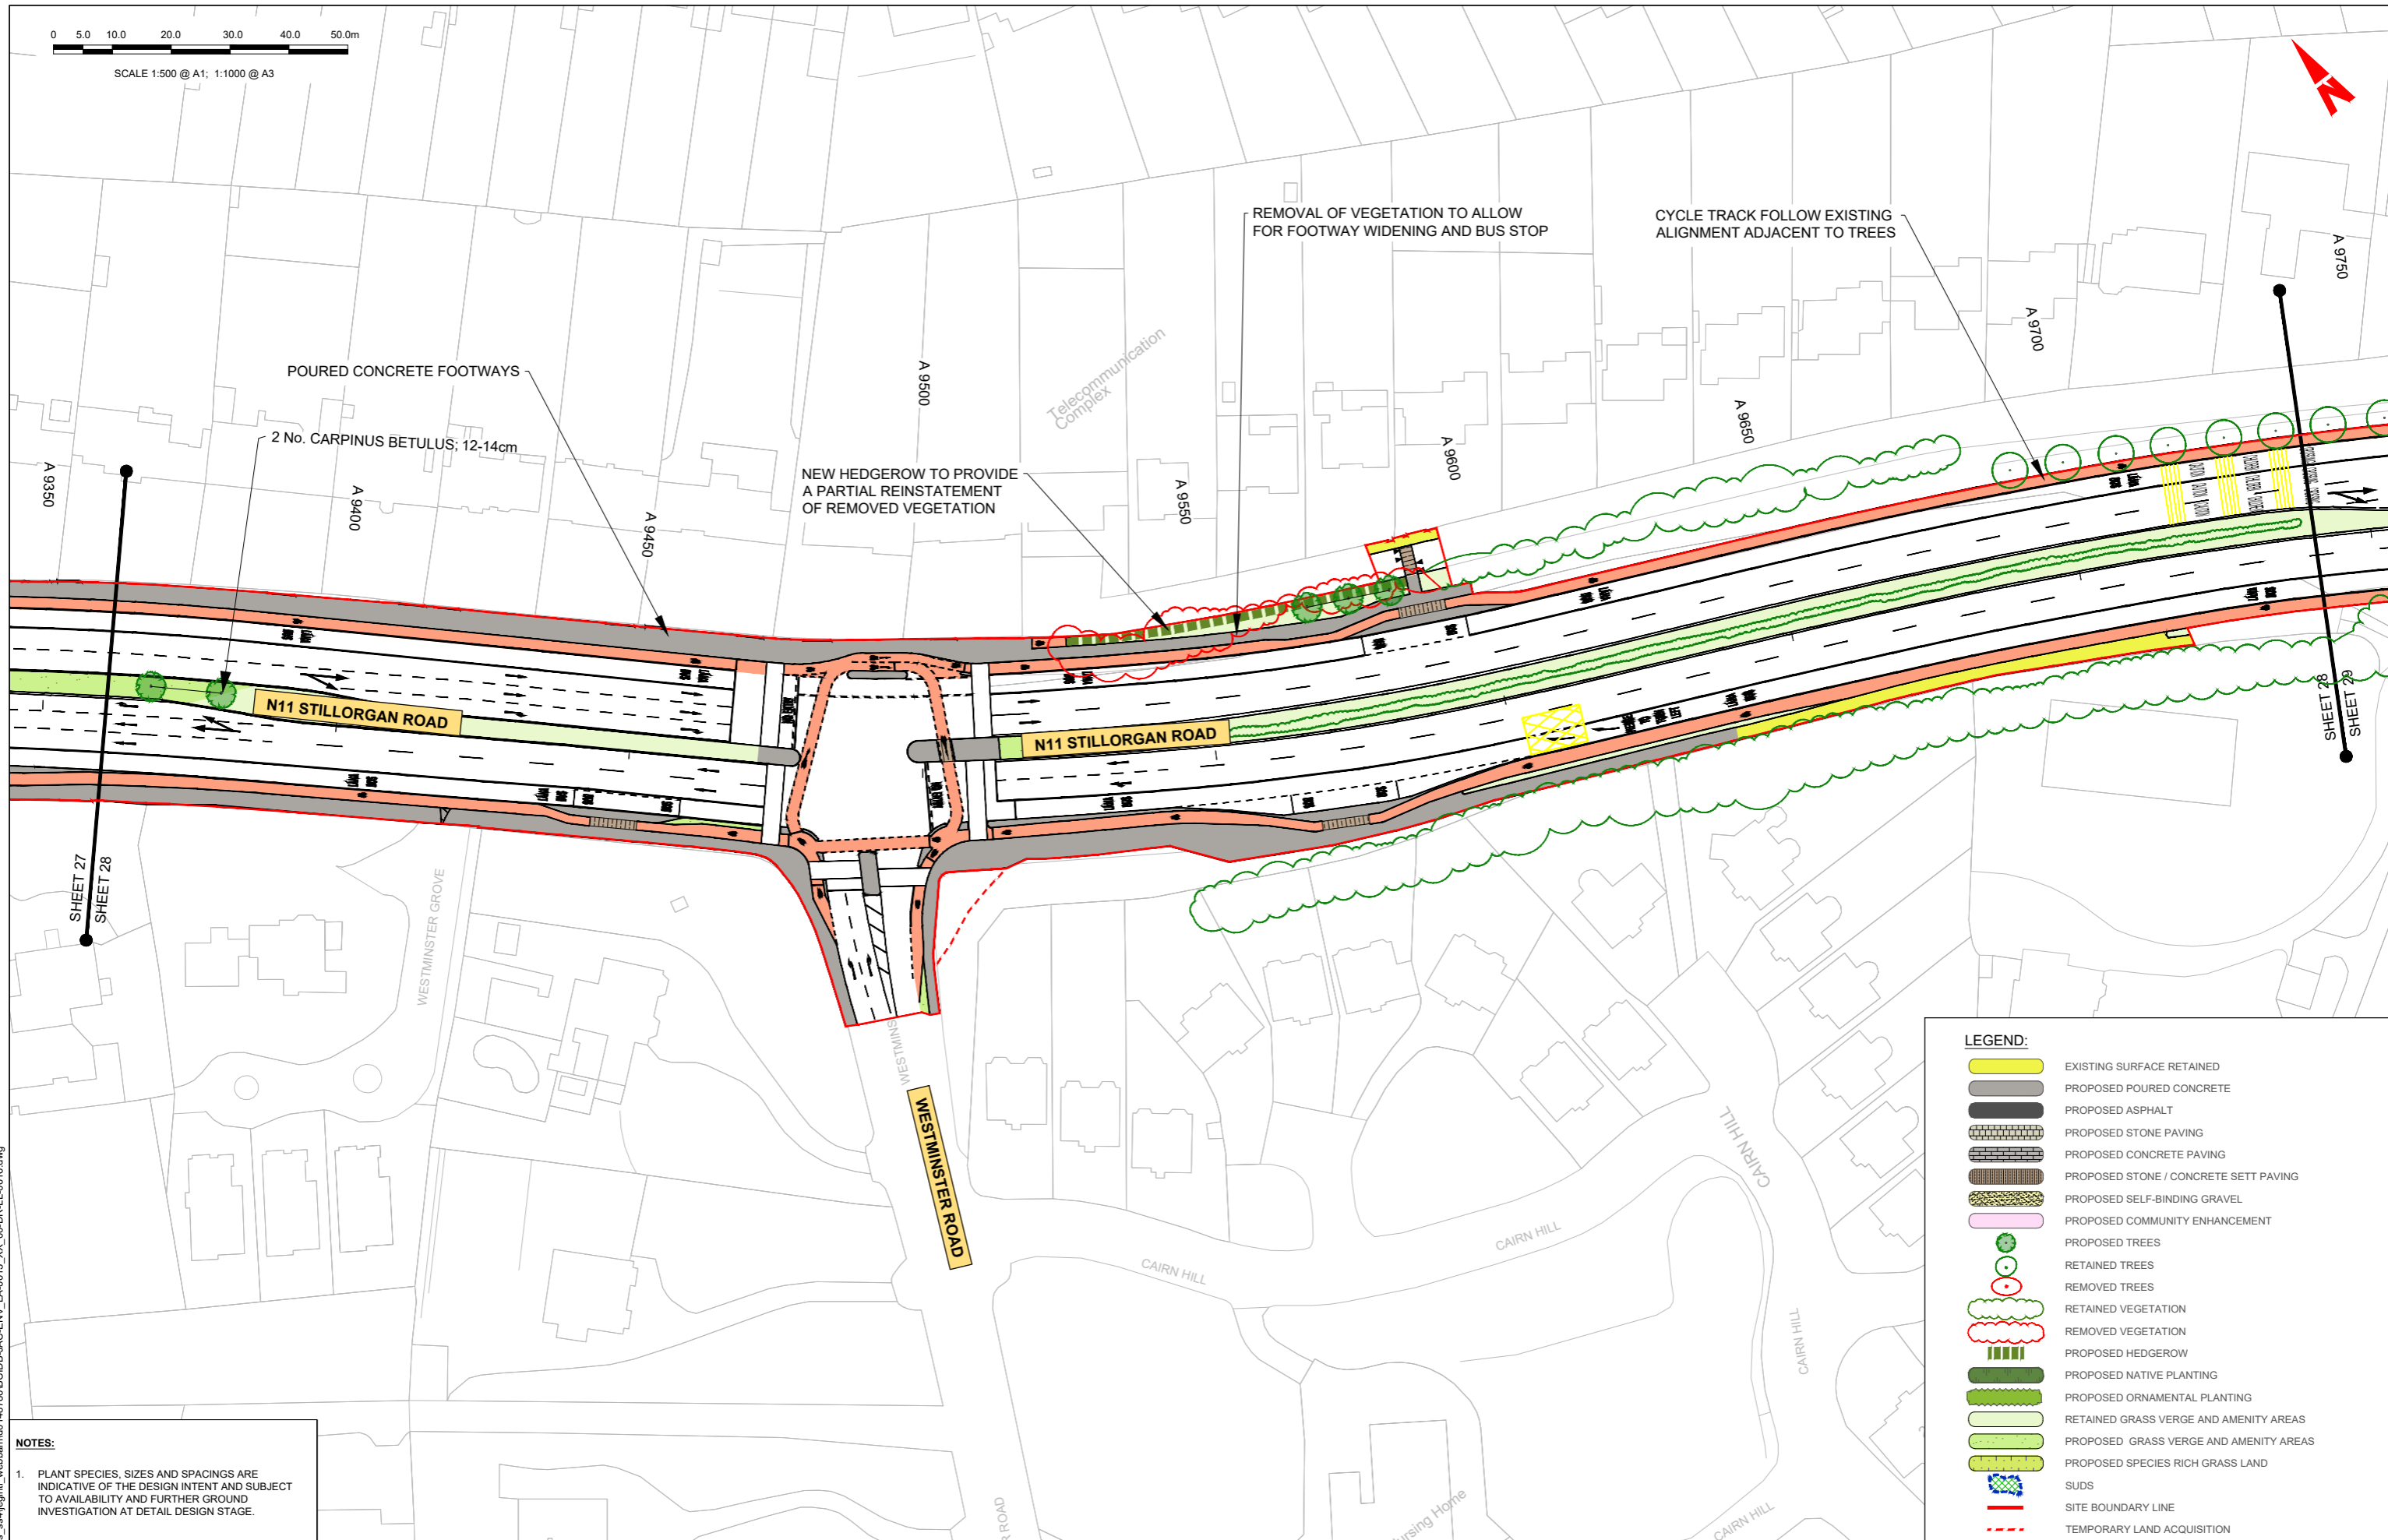 0 5.0 10.0 20.0 30.0 40.0 50.0m
SCALE 1:500 @ A1; 1:1000 @ A3
REMOVAL OF VEGETATION TO ALLOW
FOR FOOTWAY WIDENING AND BUS STOP
CYCLE TRACK FOLLOW EXISTING
ALIGNMENT ADJACENT TO TREES
POURED CONCRETE FOOTWAYS
2 No. CARPINUS BETULUS; 12-14cm
NEW HEDGEROW TO PROVIDE
A PARTIAL REINSTATEMENT
OF REMOVED VEGETATION
Telecommunication
Complex
A 9350
A 9400
A 9450
A 9500
A 9550
A 9600
A 9650
A 9700
A 9750
N11 STILLORGAN ROAD
N11 STILLORGAN ROAD
SHEET 27
SHEET 28
SHEET 28
SHEET 29
WESTMINSTER GROVE
WESTMINS
WESTMINSTER ROAD
CAIRN HILL
CAIRN HILL
CAIRN HILL
CAIRN HILL
CAIRN HILL
ROAD
ursing Home
N
NOTES:
1. PLANT SPECIES, SIZES AND SPACINGS ARE
INDICATIVE OF THE DESIGN INTENT AND SUBJECT
TO AVAILABILITY AND FURTHER GROUND
INVESTIGATION AT DETAIL DESIGN STAGE.
LEGEND:
EXISTING SURFACE RETAINED
PROPOSED POURED CONCRETE
PROPOSED ASPHALT
PROPOSED STONE PAVING
PROPOSED CONCRETE PAVING
PROPOSED STONE / CONCRETE SETT PAVING
PROPOSED SELF-BINDING GRAVEL
PROPOSED COMMUNITY ENHANCEMENT
PROPOSED TREES
RETAINED TREES
REMOVED TREES
RETAINED VEGETATION
REMOVED VEGETATION
PROPOSED HEDGEROW
PROPOSED NATIVE PLANTING
PROPOSED ORNAMENTAL PLANTING
RETAINED GRASS VERGE AND AMENITY AREAS
PROPOSED GRASS VERGE AND AMENITY AREAS
PROPOSED SPECIES RICH GRASS LAND
SUDS
SITE BOUNDARY LINE
TEMPORARY LAND ACQUISITION